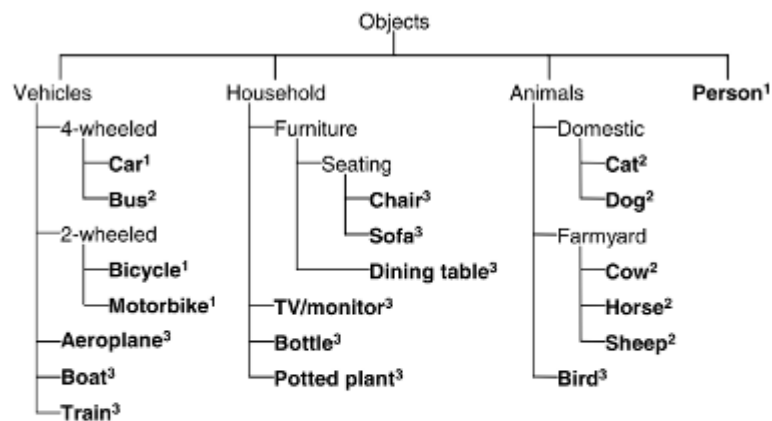 Objects
Vehicles Household Animals Person¹
4-wheeled Furniture Domestic
Car¹ Seating Cat²
Bus² Chair³ Dog²
2-wheeled Sofa³ Farmyard
Bicycle¹ Dining table³ Cow²
Motorbike¹ TV/monitor³ Horse²
Aeroplane³ Bottle³ Sheep²
Boat³ Potted plant³ Bird³
Train³